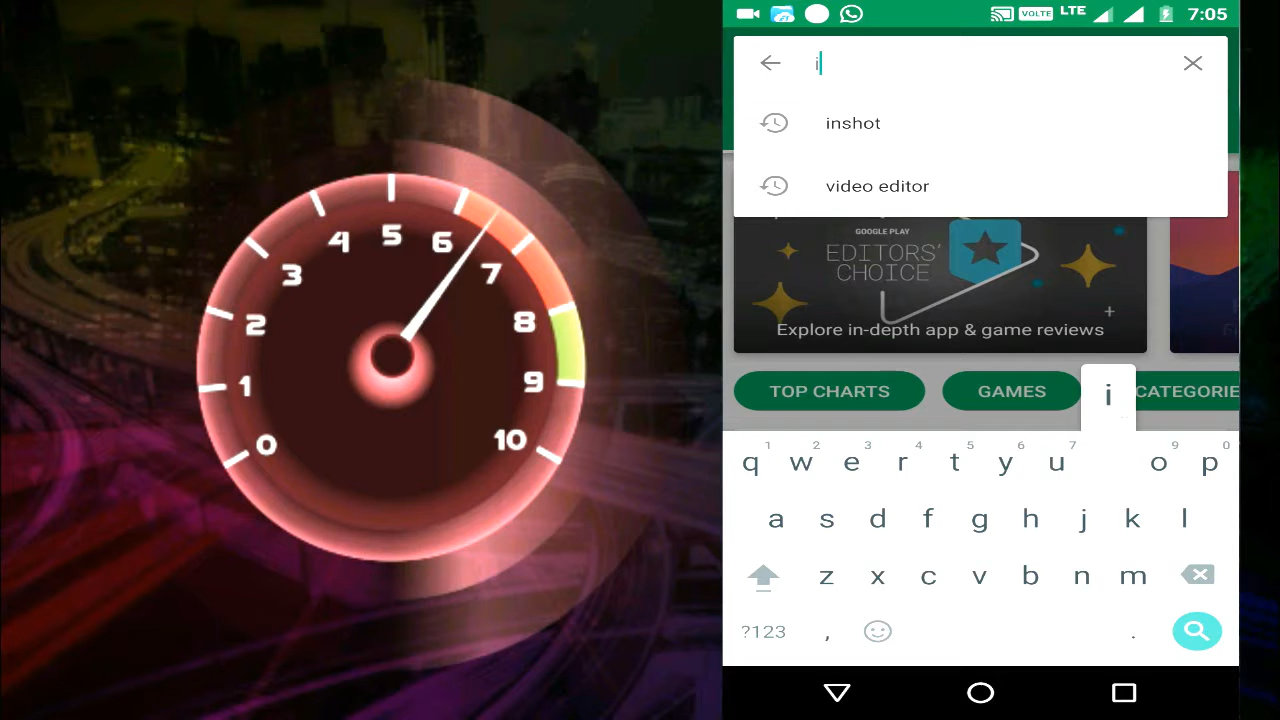 0
1
2
3
4
5
6
7
8
9
10
VOLTE LTE 7:05
i
inshot
video editor
GOOGLE PLAY
EDITORS'
CHOICE
Explore in-depth app & game reviews
TOP CHARTS GAMES CATEGORIE
i
1 2 3 4 5 6 7 9 0
q w e r t y u o p
a s d f g h j k l
z x c v b n m
?123 , .